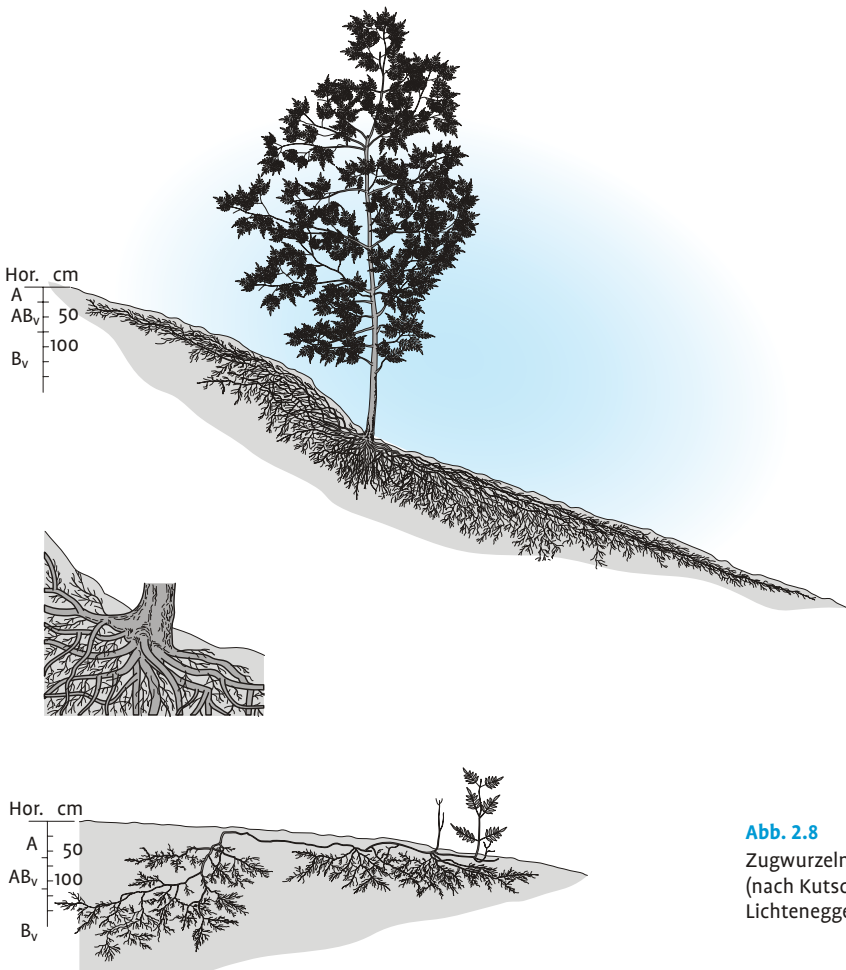 Hor. cm
A
ABv 50
100
Bv
Hor. cm
A
50
ABv 100
Bv
Abb. 2.8
Zugwurzeln
(nach Kutsc
Lichtenegge